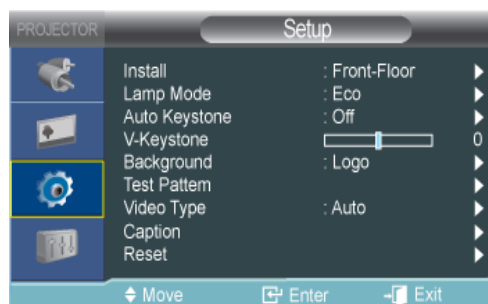 PROJECTOR
Setup
Install : Front-Floor
Lamp Mode : Eco
Auto Keystone : Off
V-Keystone 0
Background : Logo
Test Pattem
Video Type : Auto
Caption
Reset
Move Enter Exit